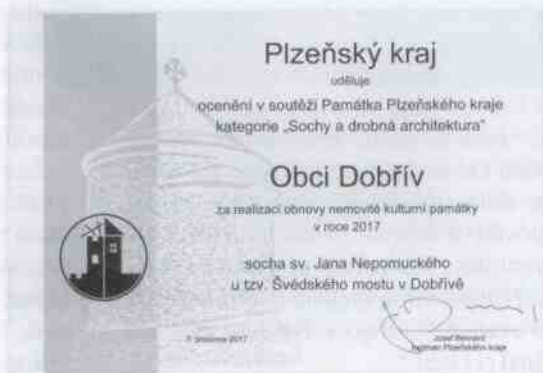 Plzeňský kraj
uděluje
ocenění v soutěži Památka Plzeňského kraje
kategorie „Sochy a drobná architektura"
Obci Dobřív
za realizaci obnovy nemovité kulturní památky
v roce 2017
socha sv. Jana Nepomuckého
u tzv. Švédského mostu v Dobřívě
2017
Josef Bernard
hejtman Plzeňského kraje